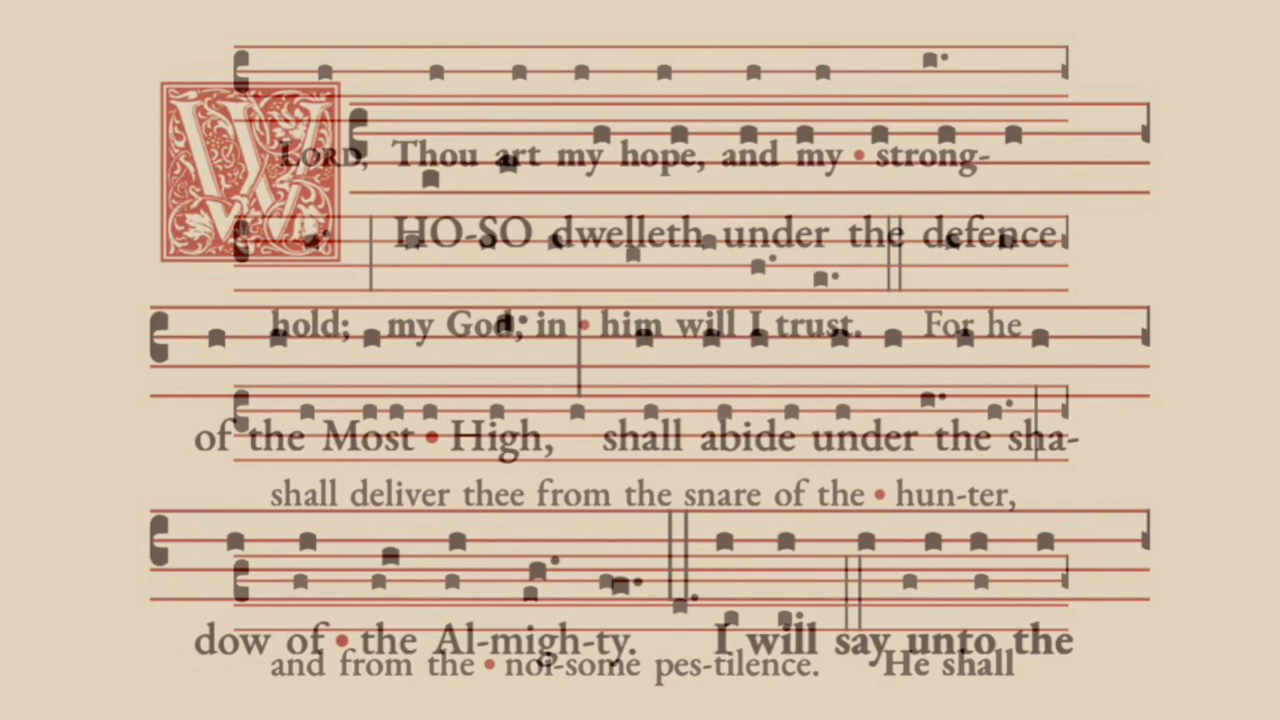 LORD, Thou art my hope, and my • strong-
WHO-SO dwelleth under the defence
hold; my God, in • him will I trust. For he
of the Most • High, shall abide under the sha-
shall deliver thee from the snare of the • hun-ter,
dow of • the Al-migh-ty. I will say unto the
and from the • noi-some pes-tilence. He shall